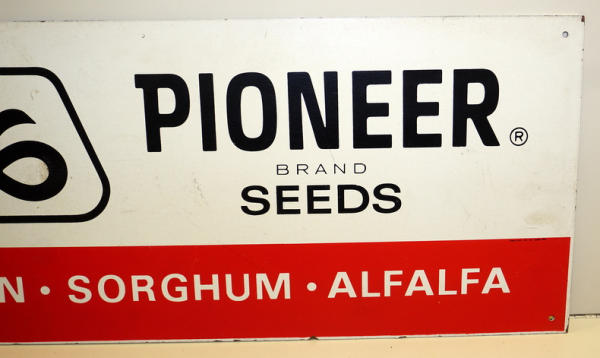 PIONEER ®
BRAND
SEEDS
N · SORGHUM · ALFALFA